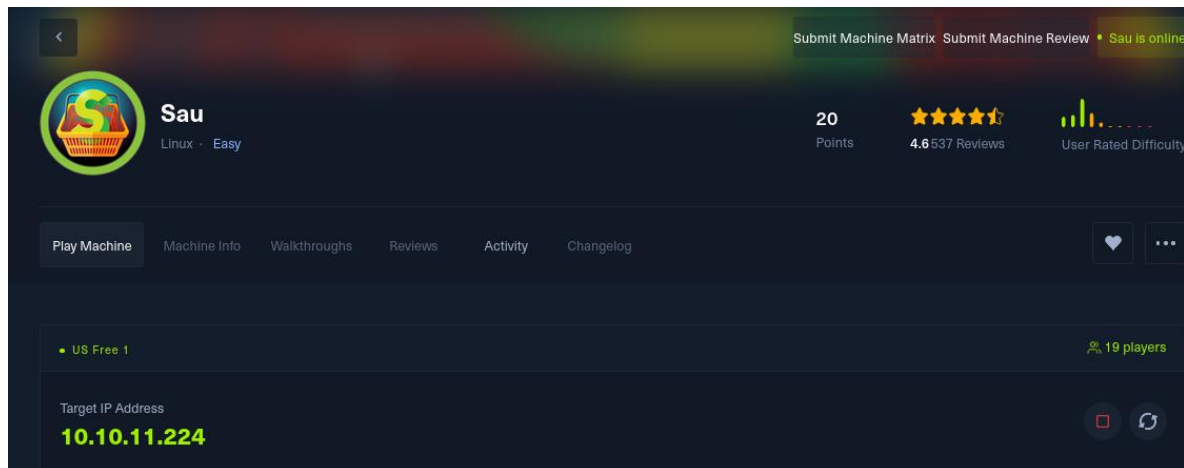 Submit Machine Matrix Submit Machine Review • Sau is online
S
Sau
Linux · Easy
20
Points
4.6 537 Reviews
User Rated Difficulty
Play Machine Machine Info Walkthroughs Reviews Activity Changelog
• US Free 1
19 players
Target IP Address
10.10.11.224